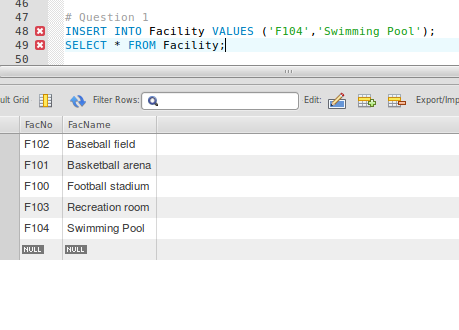 46
47 # Question 1
48 INSERT INTO Facility VALUES ('F104','Swimming Pool');
49 SELECT * FROM Facility;
50
ult Grid Filter Rows: Edit: Export/Imp
FacNo FacName
F102 Baseball field
F101 Basketball arena
F100 Football stadium
F103 Recreation room
F104 Swimming Pool
NULL NULL